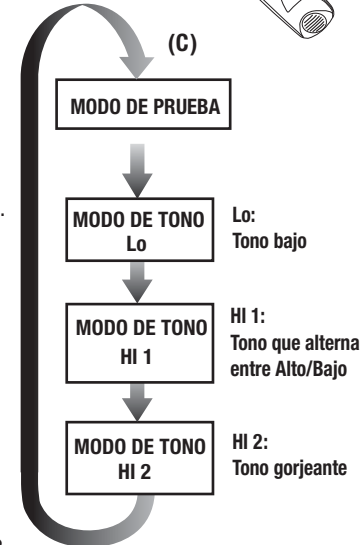 (C)
MODO DE PRUEBA
MODO DE TONO
Lo
Lo:
Tono bajo
MODO DE TONO
HI 1
HI 1:
Tono que alterna
entre Alto/Bajo
MODO DE TONO
HI 2
HI 2:
Tono gorjeante